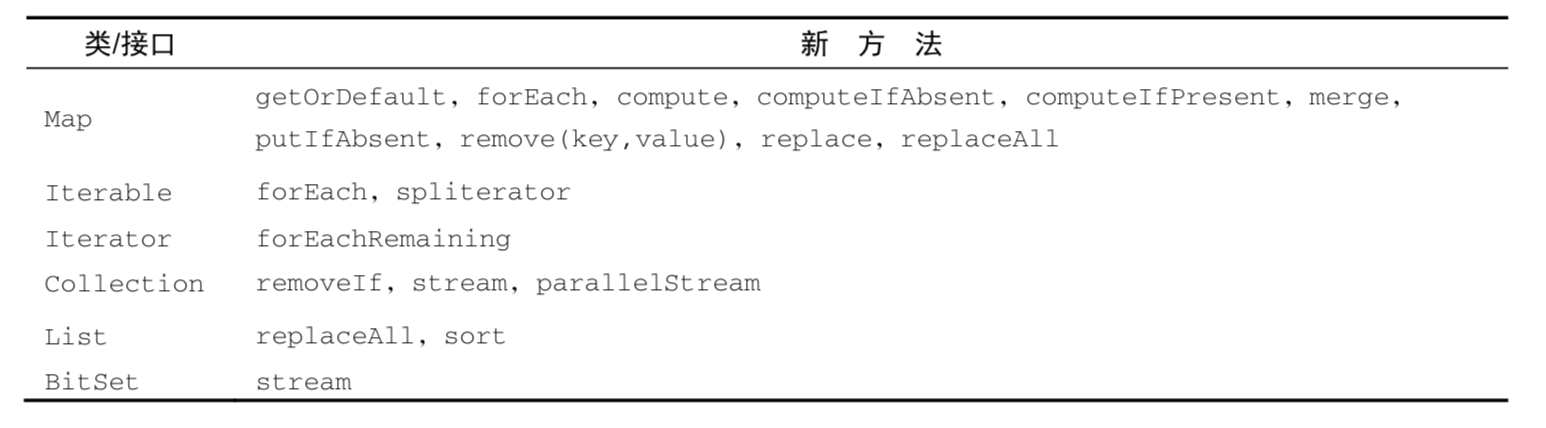 类/接口 新 方 法
Map getOrDefault, forEach, compute, computeIfAbsent, computeIfPresent, merge,
putIfAbsent, remove(key,value), replace, replaceAll
Iterable forEach, spliterator
Iterator forEachRemaining
Collection removeIf, stream, parallelStream
List replaceAll, sort
BitSet stream